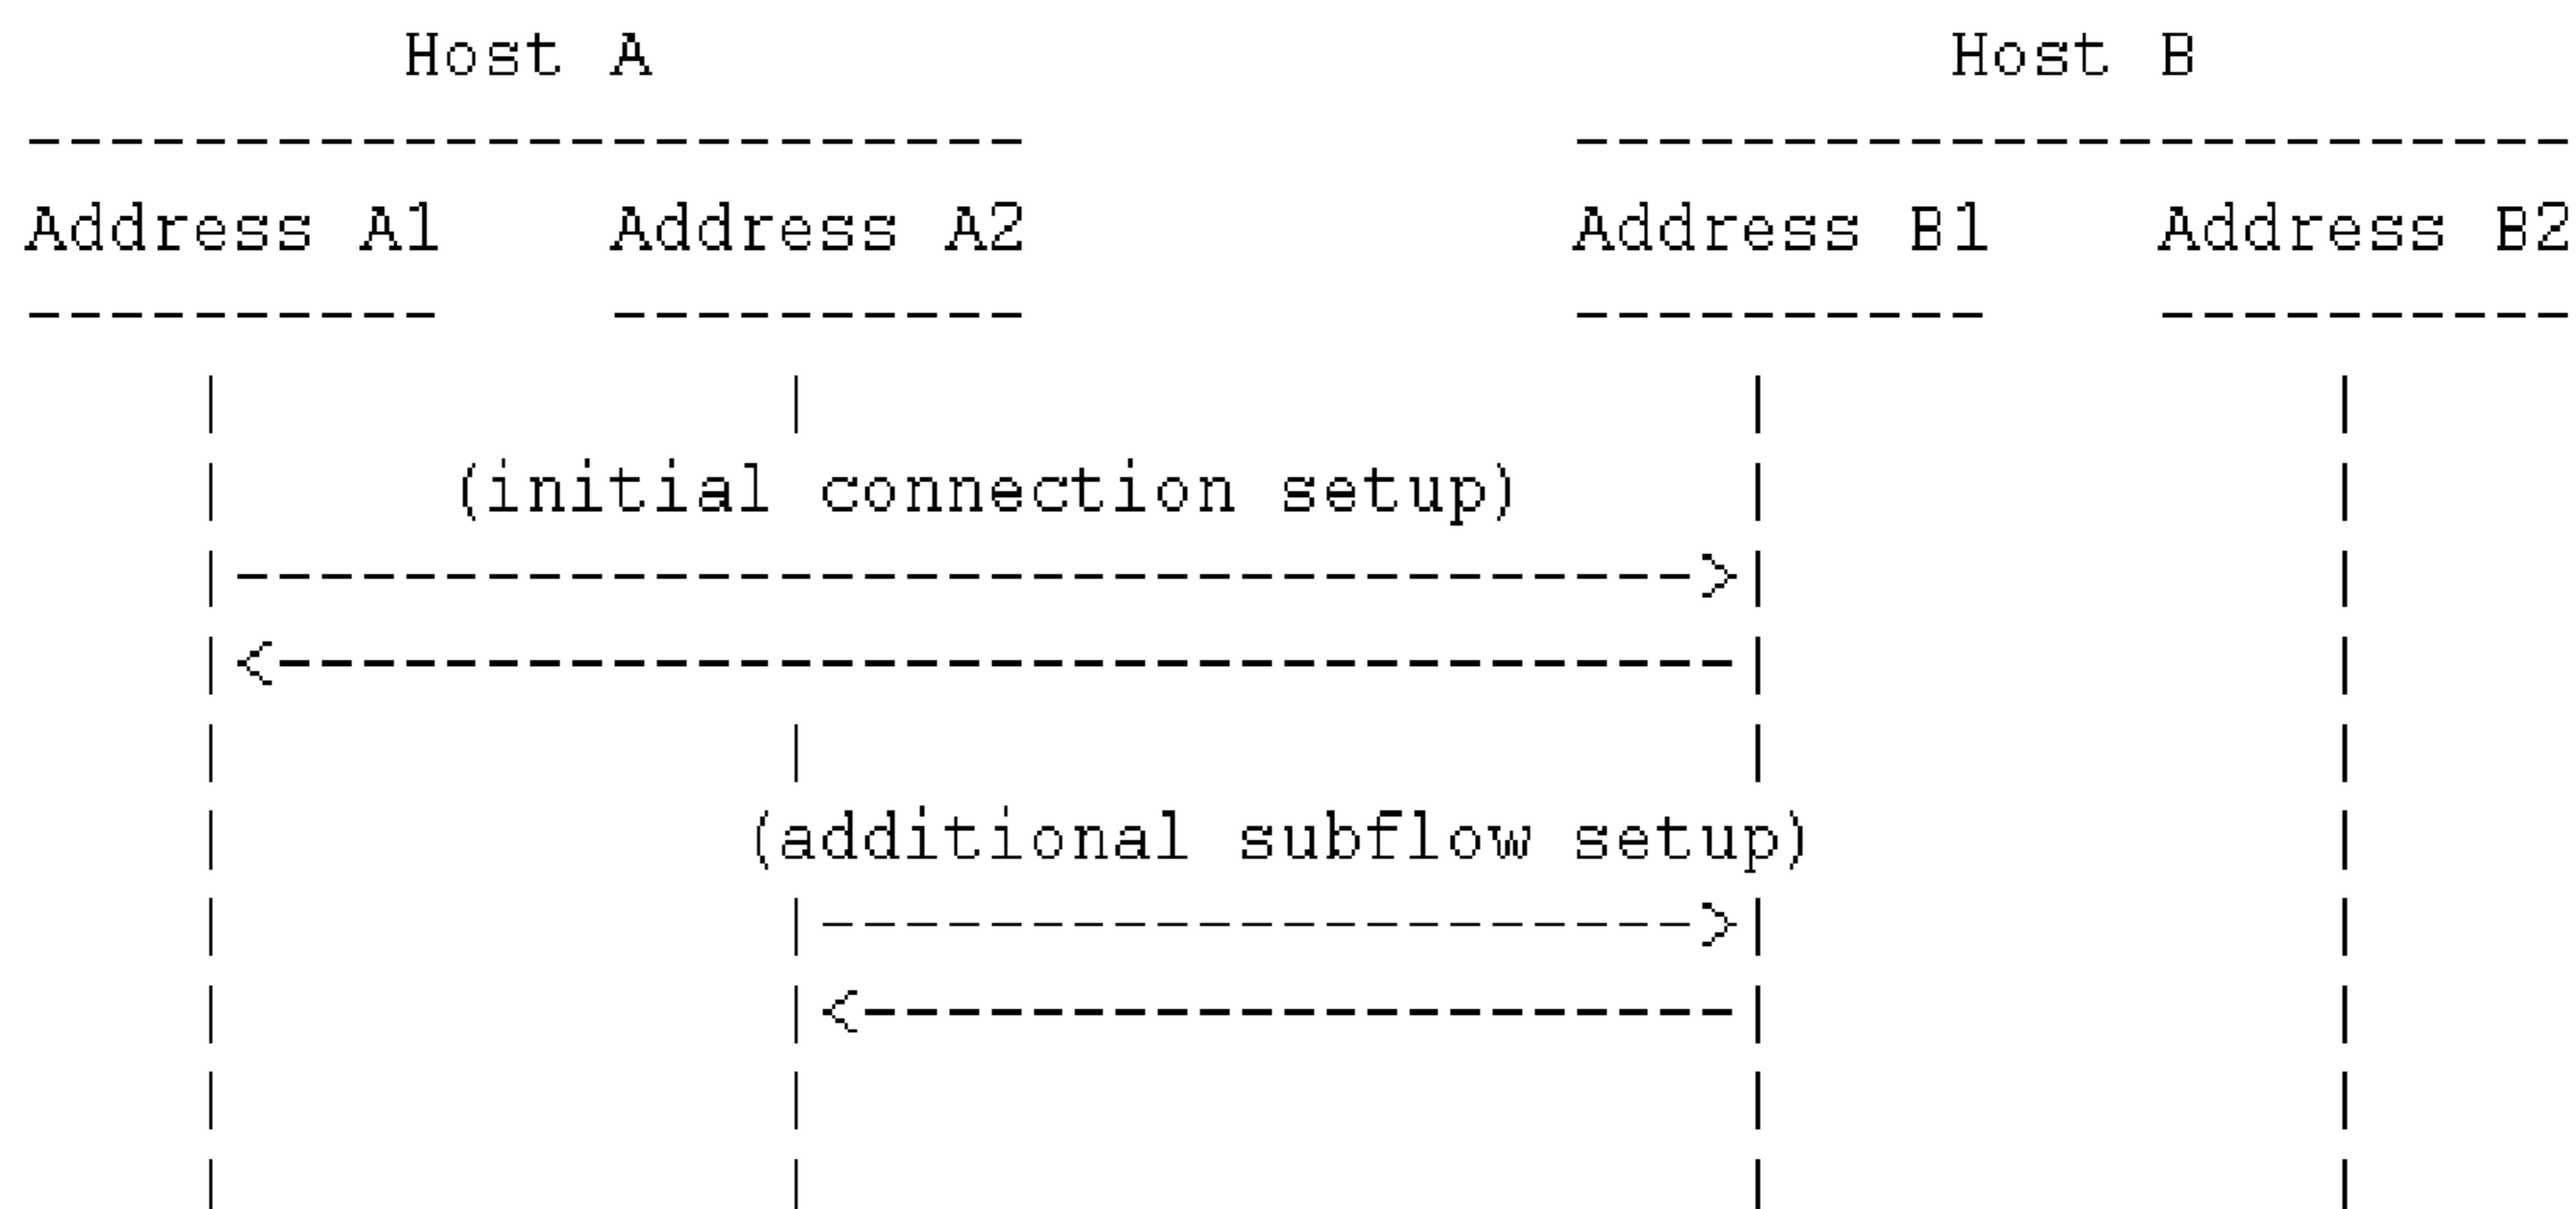 Host A                               Host B
------------------------             ------------------------
Address A1    Address A2             Address B1    Address B2
----------    ----------             ----------    ----------
    |             |                      |             |
    |     (initial connection setup)     |             |
    |----------------------------------->|             |
    |<-----------------------------------|             |
    |             |                      |             |
    |            (additional subflow setup)            |
    |             |--------------------->|             |
    |             |<---------------------|             |
    |             |                      |             |
    |             |                      |             |